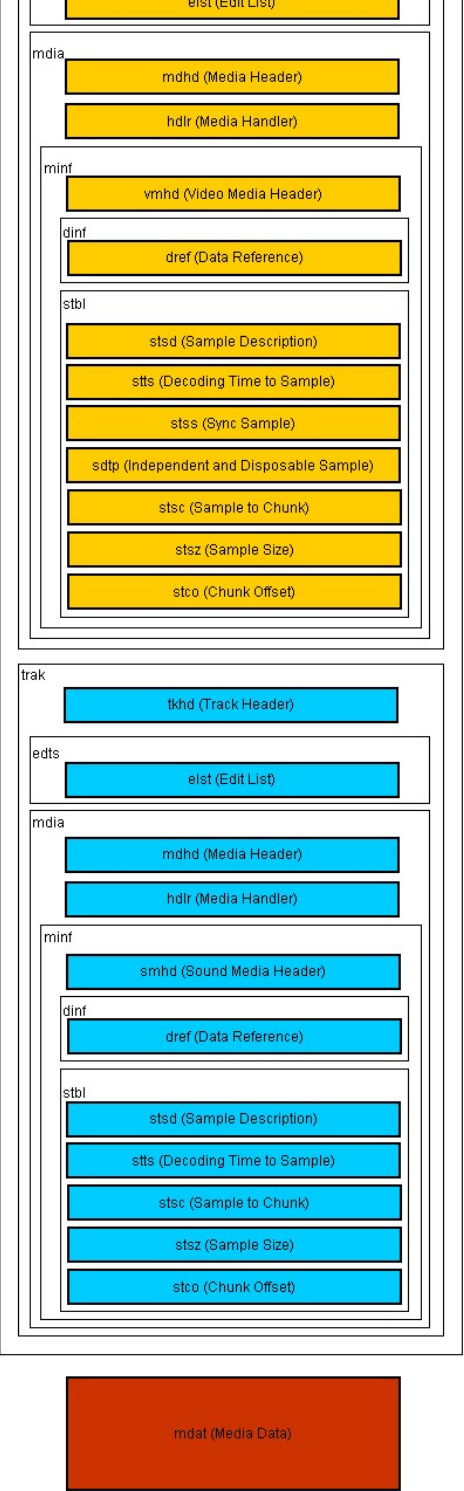 elst (Edit List)
mdia
mdhd (Media Header)
hdlr (Media Handler)
minf
vmhd (Video Media Header)
dinf
dref (Data Reference)
stbl
stsd (Sample Description)
stts (Decoding Time to Sample)
stss (Sync Sample)
sdtp (Independent and Disposable Sample)
stsc (Sample to Chunk)
stsz (Sample Size)
stco (Chunk Offset)
trak
tkhd (Track Header)
edts
elst (Edit List)
mdia
mdhd (Media Header)
hdlr (Media Handler)
minf
smhd (Sound Media Header)
dinf
dref (Data Reference)
stbl
stsd (Sample Description)
stts (Decoding Time to Sample)
stsc (Sample to Chunk)
stsz (Sample Size)
stco (Chunk Offset)
mdat (Media Data)